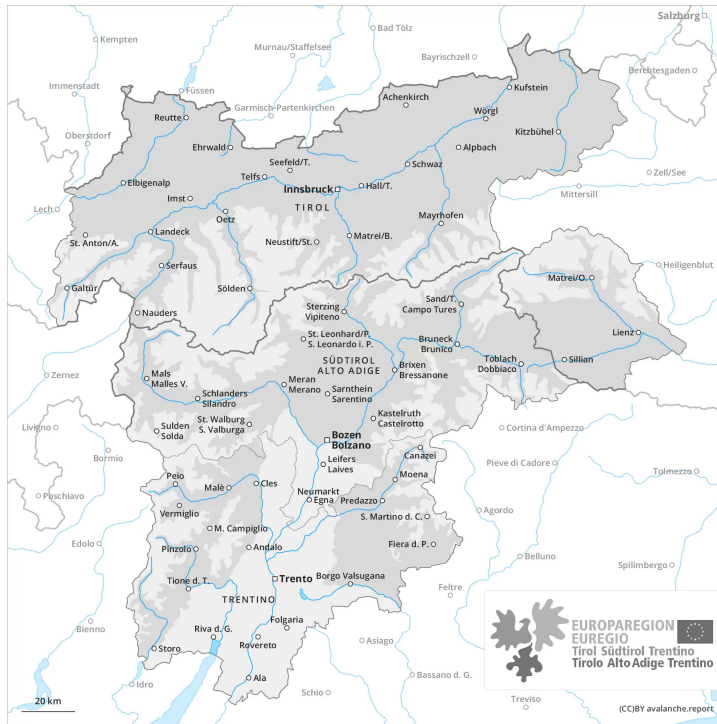 Salzburg
Kempten
Bad Tölz
Murnau/Staffelsee
Bayrischzell
Berchtesgaden
Immenstadt
Füssen
Kufstein
Achenkirch
Garmisch-Partenkirchen
Reutte
Wörgl
Oberstdorf
Kitzbühel
Ehrwald
Alpbach
Seefeld/T.
Schwaz
Zell/See
Telfs
Elbigenalp
Innsbruck
Hall/T.
Mittersill
Imst
TIROL
Lech
Oetz
Mayrhofen
Landeck
Matrei/B.
St. Anton/A.
Neustift/St.
Serfaus
Heiligenblut
Matrei/O.
Galtür
Sölden
Sand/T.
Campo Tures
Sterzing
Vipiteno
Nauders
St. Leonhard/P.
S. Leonardo i. P.
Lienz
Bruneck
Brunico
SÜDTIROL
ALTO ADIGE
Toblach
Dobbiaco
Sillian
Brixen
Bressanone
Zernez
Mals
Malles V.
Meran
Merano
Sarnthein
Sarentino
Schlanders
Silandro
St. Walburg
S. Valburga
Kastelruth
Castelrotto
Livigno
Sulden
Solda
Cortina d'Ampezzo
Bozen
Bolzano
Bormio
Canazei
Leifers
Laives
Pieve di Cadore
Tolmezzo
Peio
Moena
Malè
Cles
Neumarkt
Egna
Poschiavo
Predazzo
Vermiglio
Agordo
S. Martino d. C.
M. Campiglio
Edolo
Pinzolo
Andalo
Fiera d. P.
Belluno
Spilimbergo
Tione d. T.
Trento
Borgo Valsugana
Feltre
TRENTINO
Folgaria
Bienno
Riva d. G.
Rovereto
Asiago
Storo
Bassano d. G.
Ala
Idro
Schio
Treviso
EUROPAREGION
EUREGIO
Tirol Südtirol Trentino
Tirolo Alto Adige Trentino
20 km
(CC)BY avalanche.report